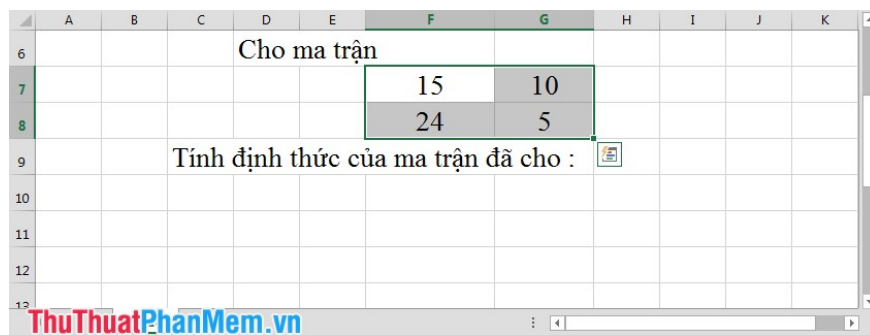 A B C D E F G H I J K
6 Cho ma trận
7 15 10
8 24 5
9 Tính định thức của ma trận đã cho :
10
11
12
13
ThuThuatPhanMem.vn